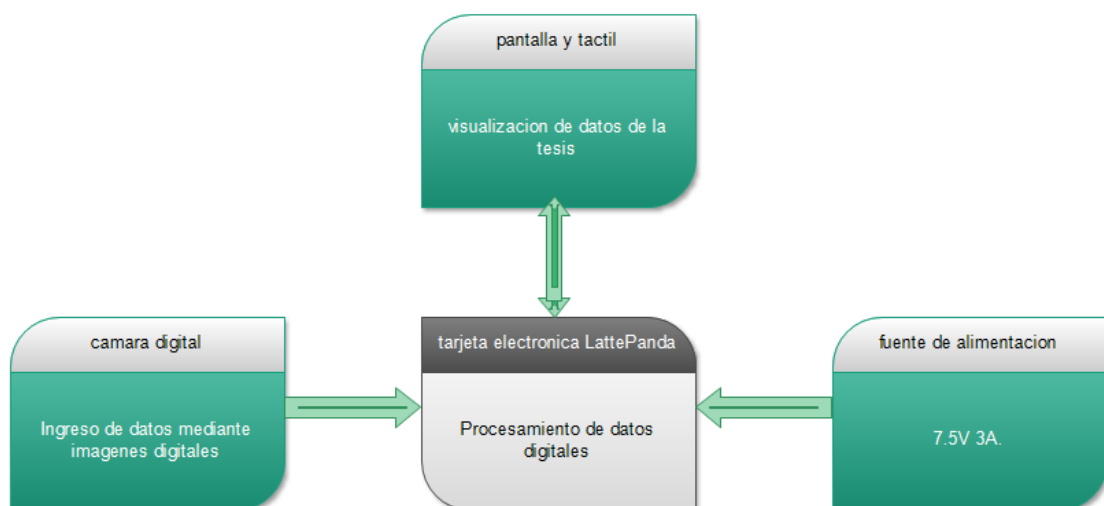 pantalla y tactil
visualizacion de datos de la
tesis
camara digital
Ingreso de datos mediante
imagenes digitales
tarjeta electronica LattePanda
Procesamiento de datos
digitales
fuente de alimentacion
7.5V 3A.